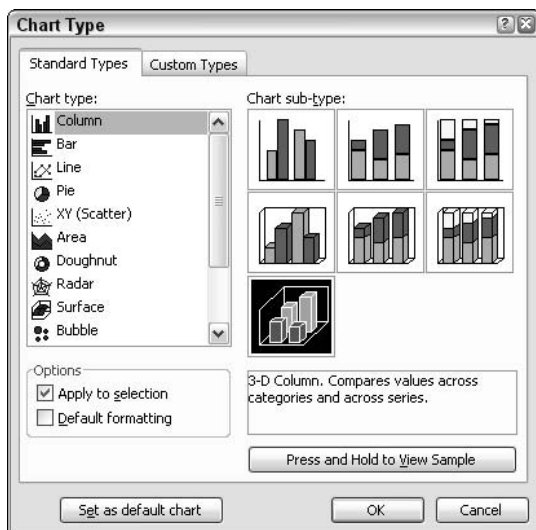 Chart Type
Standard Types
Custom Types
Chart type:
Column
Bar
Line
Pie
XY (Scatter)
Area
Doughnut
Radar
Surface
Bubble
Chart sub-type:
3-D Column. Compares values across
categories and across series.
Options
Apply to selection
Default formatting
Press and Hold to View Sample
Set as default chart
OK
Cancel